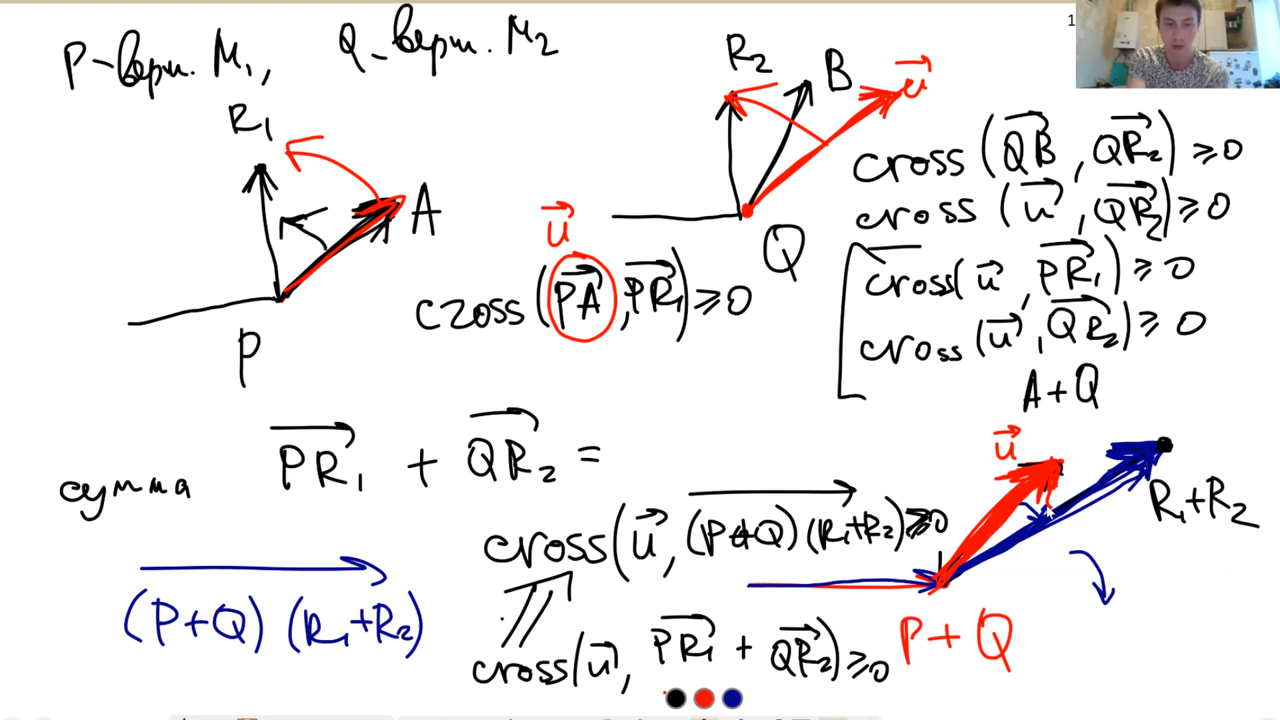 P - верш. M₁, Q - верш. M₂
R₁
A
P
R₂
B
u⃗
Q
u⃗
cross(PA, PR₁) ≥ 0
cross(QB, QR₂) ≥ 0
cross(u⃗, QR₂) ≥ 0
cross(u⃗, PR₁) ≥ 0
cross(u⃗, QR₂) ≥ 0
сумма PR₁ + QR₂ =
(P+Q)(R₁+R₂)
cross(u⃗, (P+Q)(R₁+R₂)) ≥ 0
//
cross(u⃗, PR₁ + QR₂) ≥ 0
A+Q
u⃗
R₁+R₂
P+Q
1